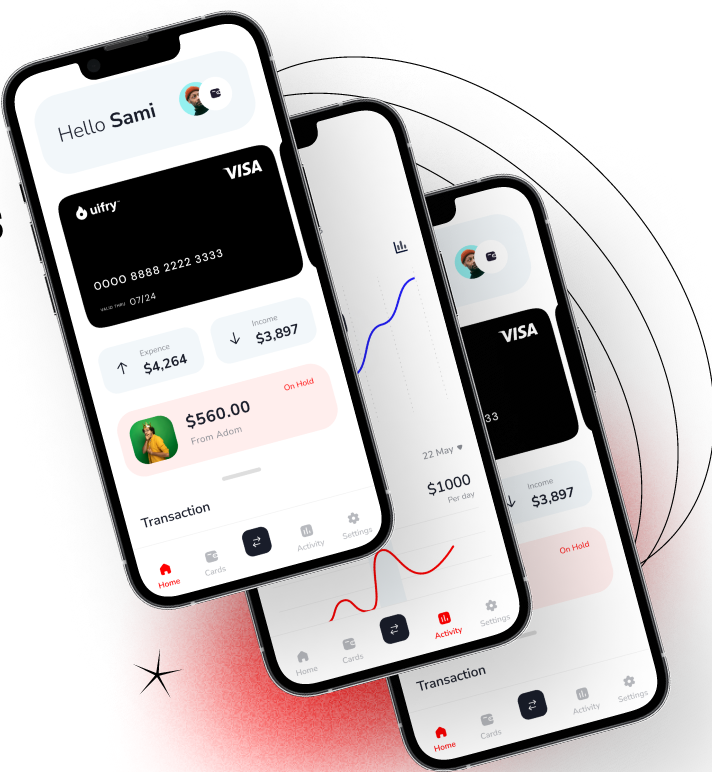 Hello Sami
VISA
uifry
0000 8888 2222 3333
VALID THRU 07/24
Expence
$4,264
Income
$3,897
On Hold
$560.00
From Adom
Transaction
Home
Cards
Activity
Settings
22 May
$1000
Per day
Home
Cards
Activity
Settings
VISA
33
Income
$3,897
On Hold
Transaction
Home
Cards
Activity
Settings